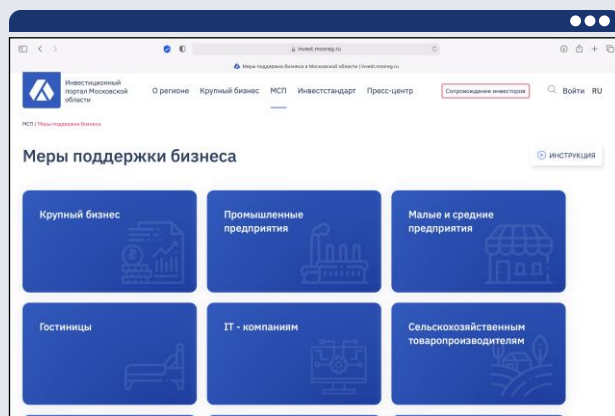 invest.mosreg.ru
Меры поддержки бизнеса в Московской области | invest.mosreg.ru
Инвестиционный
портал Московской
области
О регионе Крупный бизнес МСП Инвестстандарт Пресс-центр Сопровождение инвесторов Войти RU
МСП / Меры поддержки бизнеса
Меры поддержки бизнеса
ИНСТРУКЦИЯ
Крупный бизнес
Промышленные
предприятия
Малые и средние
предприятия
Гостиницы
IT - компаниям
Сельскохозяйственным
товаропроизводителям